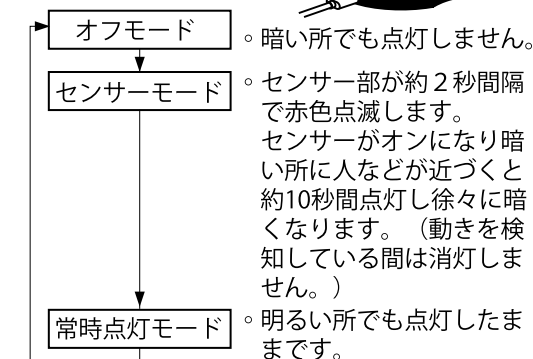 オフモード
。暗い所でも点灯しません。
センサーモード
。センサー部が約２秒間隔
で赤色点滅します。
センサーがオンになり暗
い所に人などが近づくと
約10秒間点灯し徐々に暗
くなります。（動きを検
知している間は消灯しま
せん。）
常時点灯モード
。明るい所でも点灯したま
まです。